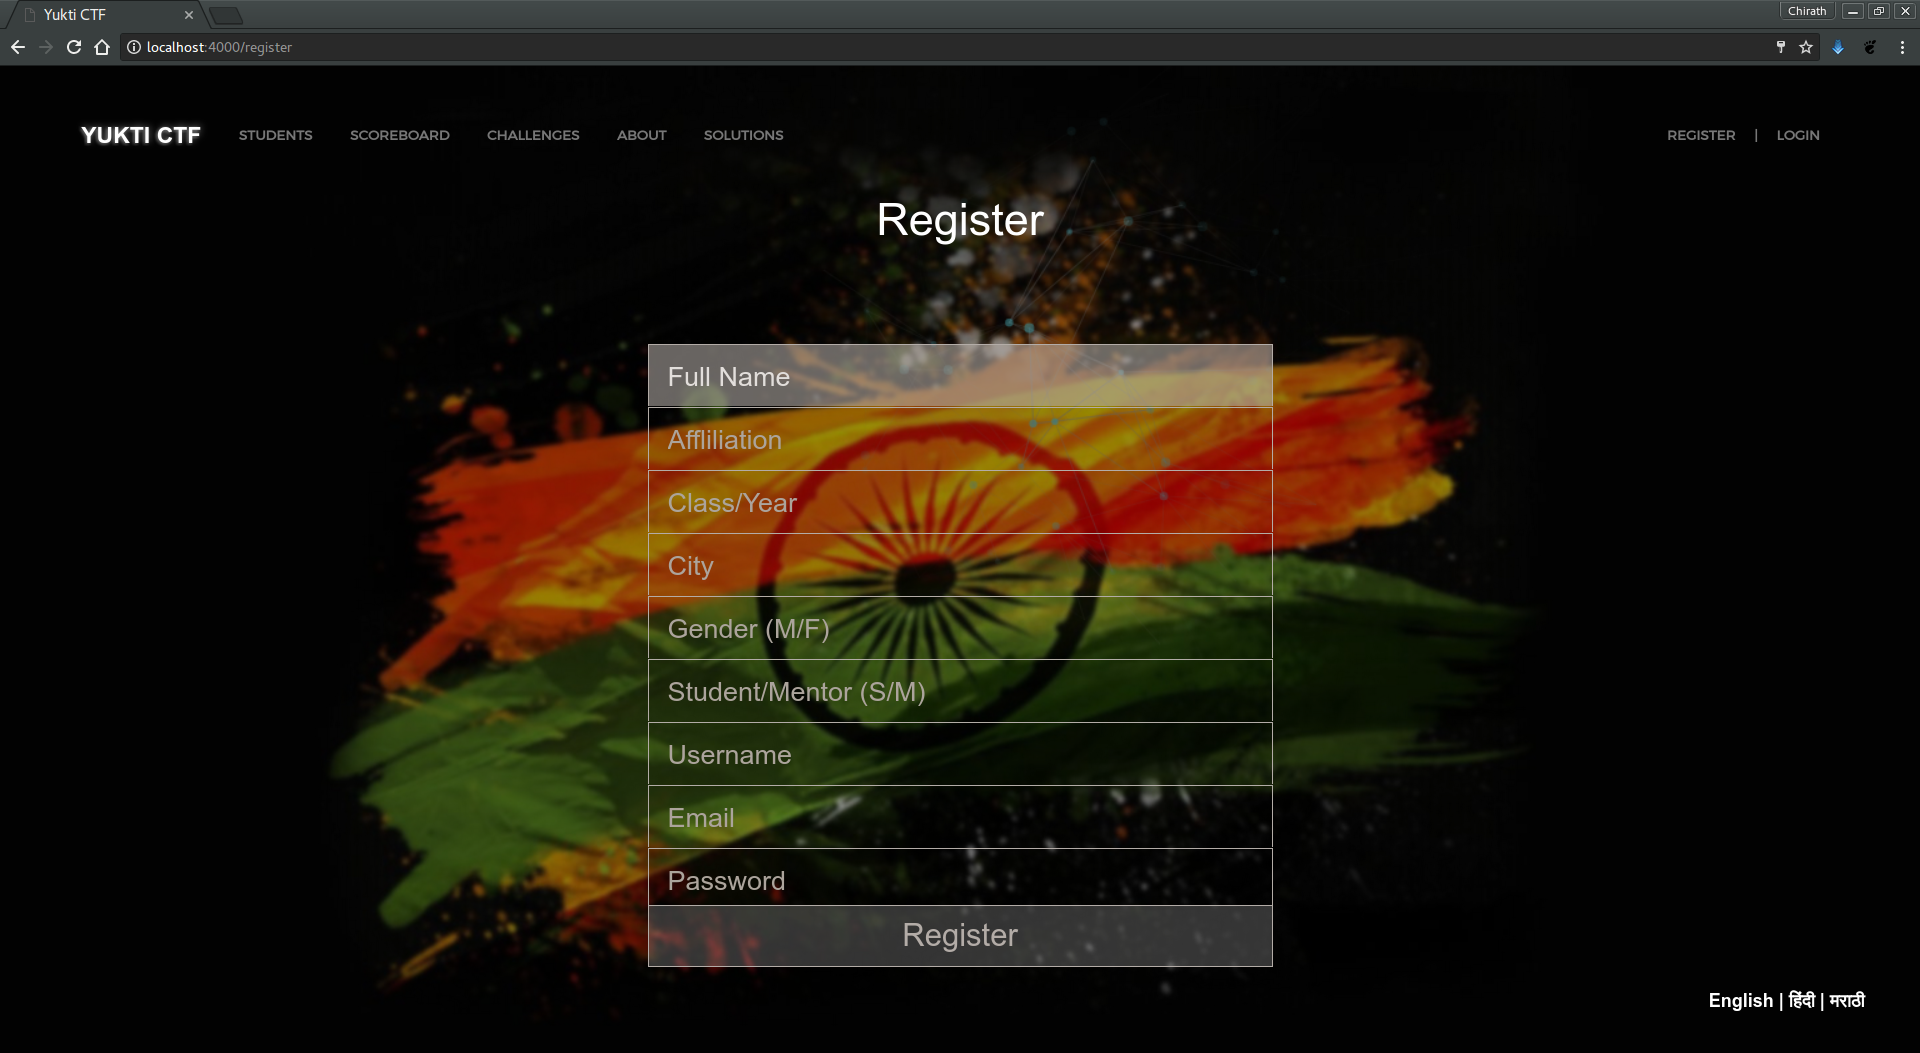 Yukti CTF
Chirath
localhost:4000/register
YUKTI CTF STUDENTS SCOREBOARD CHALLENGES ABOUT SOLUTIONS REGISTER | LOGIN
Register
Full Name
Affliliation
Class/Year
City
Gender (M/F)
Student/Mentor (S/M)
Username
Email
Password
Register
English | हिंदी | मराठी